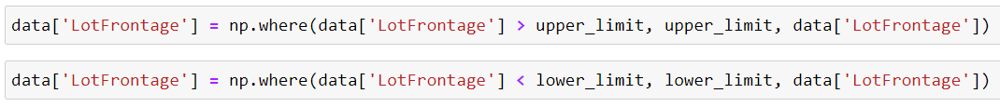 data['LotFrontage'] = np.where(data['LotFrontage'] > upper_limit, upper_limit, data['LotFrontage'])
data['LotFrontage'] = np.where(data['LotFrontage'] < lower_limit, lower_limit, data['LotFrontage'])